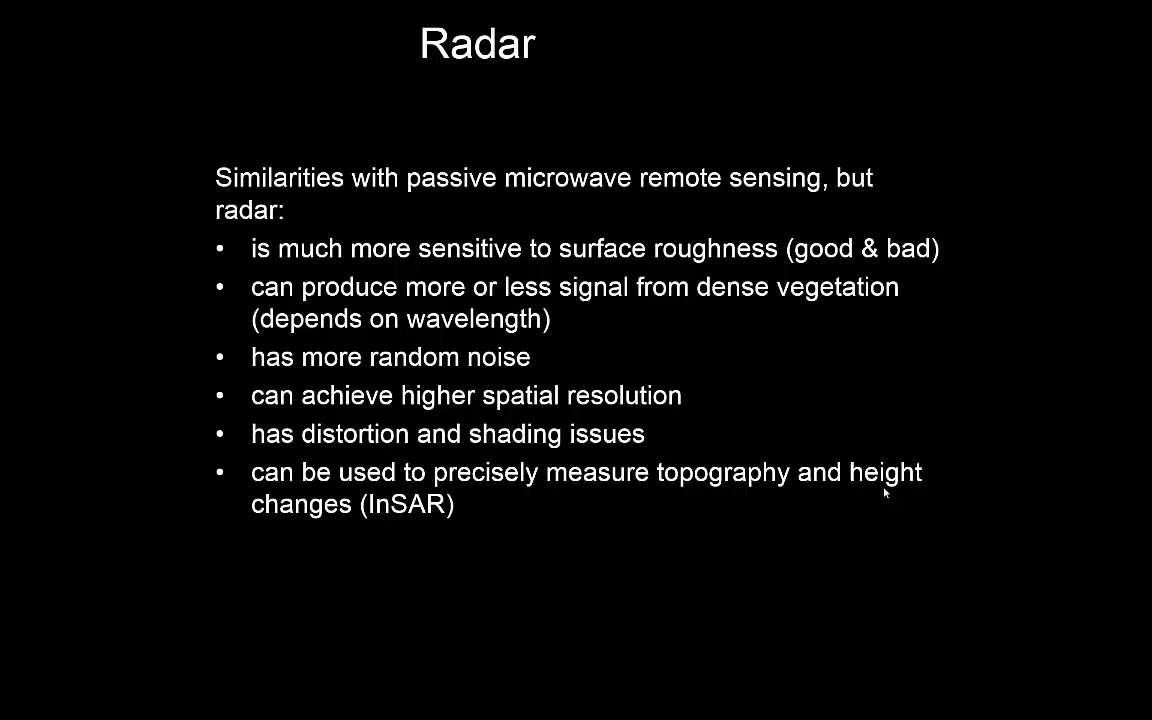 Radar
Similarities with passive microwave remote sensing, but
radar:
• is much more sensitive to surface roughness (good & bad)
• can produce more or less signal from dense vegetation
(depends on wavelength)
• has more random noise
• can achieve higher spatial resolution
• has distortion and shading issues
• can be used to precisely measure topography and height
changes (InSAR)